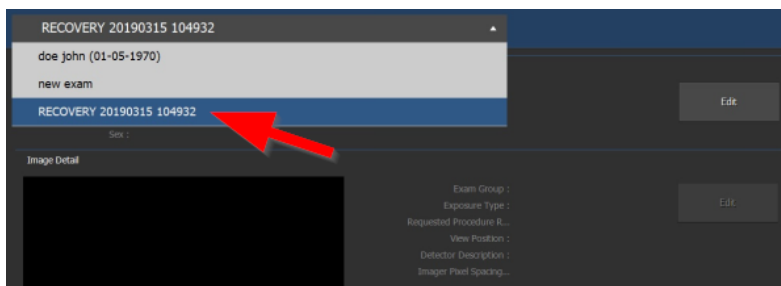 RECOVERY 20190315 104932
doe john (01-05-1970)
new exam
RECOVERY 20190315 104932
Edit
Sex :
Image Detail
Exam Group :
Edit
Exposure Type :
Requested Procedure R...
View Position :
Detector Description :
Imager Pixel Spacing...